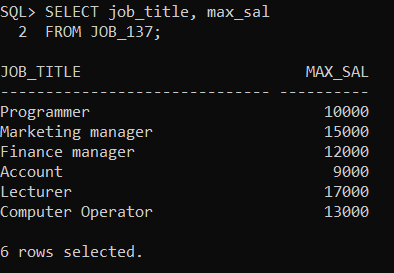 SQL> SELECT job_title, max_sal
  2  FROM JOB_137;
JOB_TITLE                         MAX_SAL
------------------------------ ----------
Programmer                          10000
Marketing manager                   15000
Finance manager                     12000
Account                              9000
Lecturer                            17000
Computer Operator                   13000
6 rows selected.